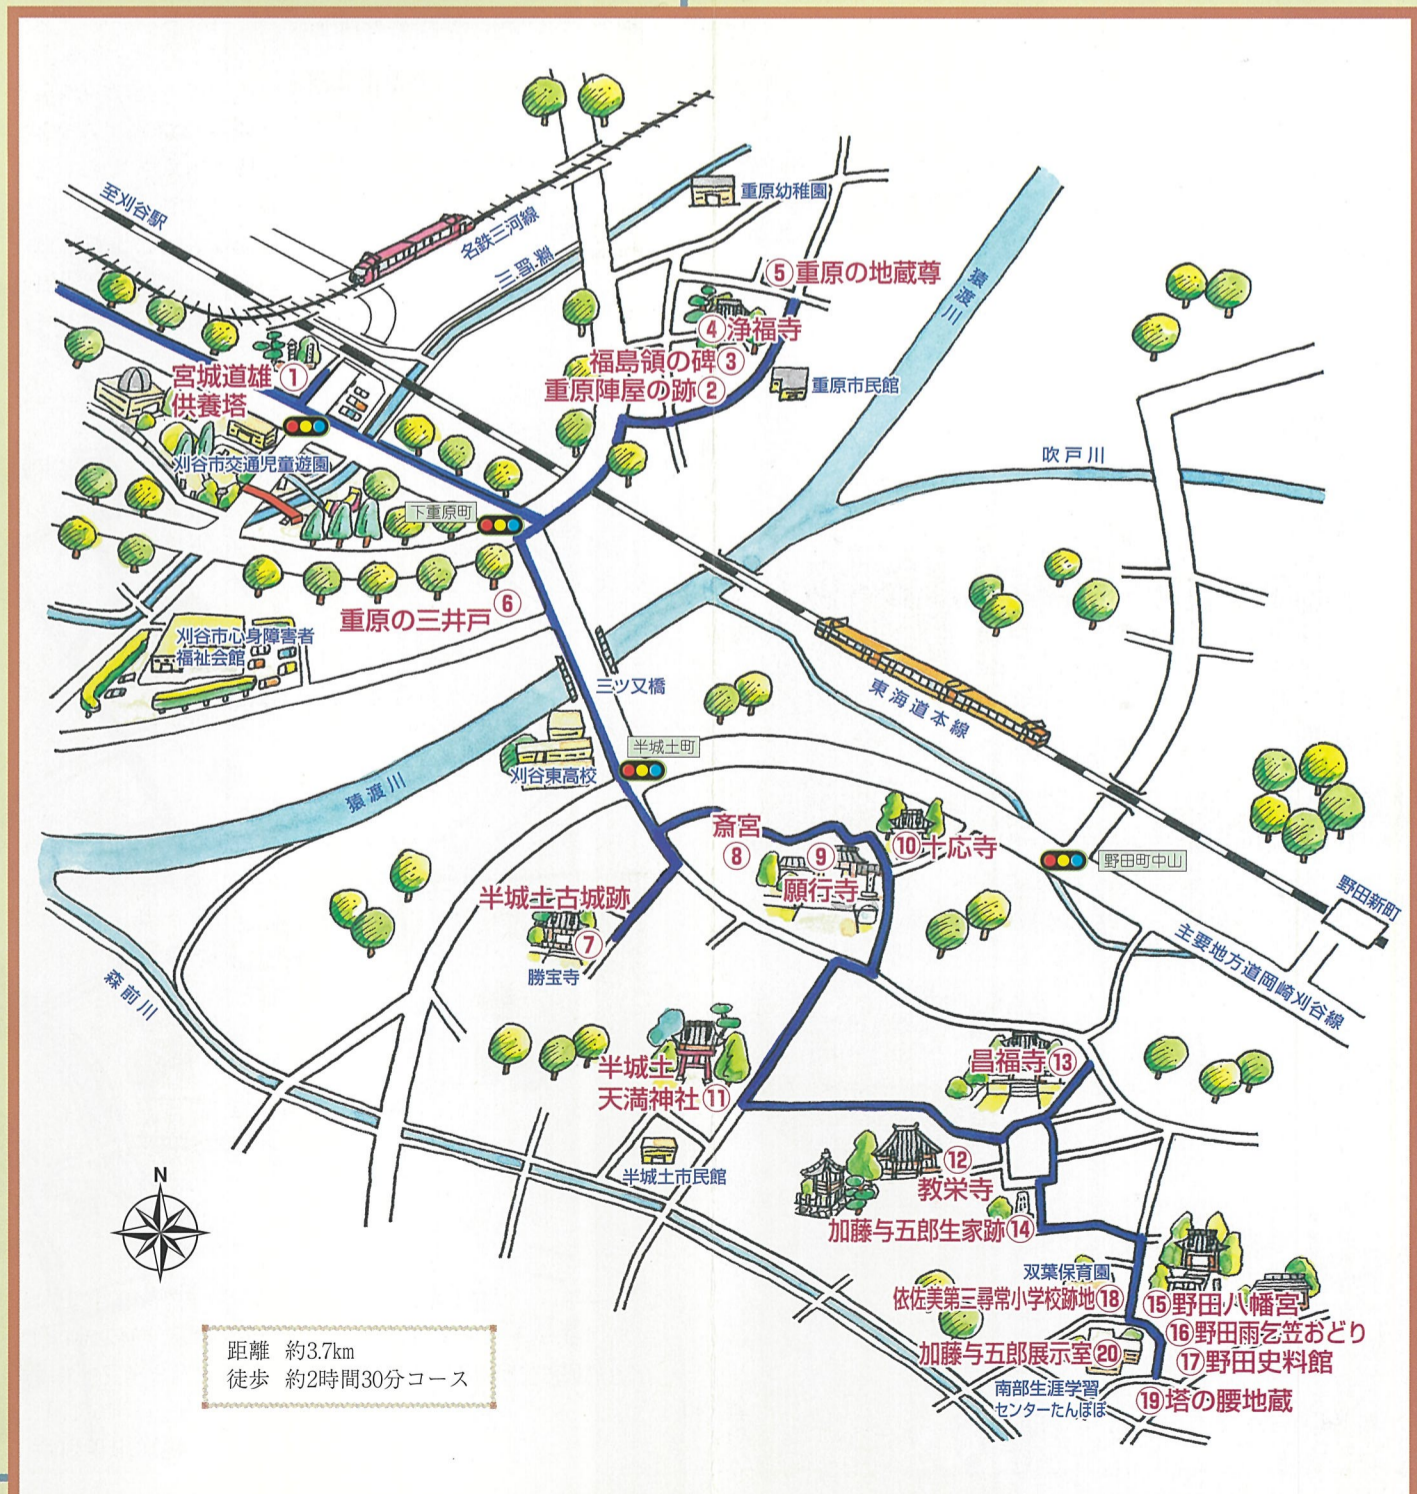 至刈谷駅
名鉄三河線
重原幼稚園
⑤重原の地蔵尊
猿渡川
④浄福寺
福島領の碑③
重原陣屋の跡②
重原市民館
宮城道雄①
供養塔
刈谷市交通児童遊園
吹戸川
下重原町
重原の三井戸⑥
刈谷市心身障害者
福祉会館
三ツ又橋
東海道本線
半城土町
刈谷東高校
猿渡川
斎宮
⑧
⑨
願行寺
⑩十応寺
野田町中山
野田新町
半城土古城跡
⑦
勝宝寺
主要地方道岡崎刈谷線
森前川
半城土
天満神社⑪
昌福寺⑬
半城土市民館
⑫
教栄寺
加藤与五郎生家跡⑭
N
双葉保育園
依佐美第三尋常小学校跡地⑱
⑮野田八幡宮
⑯野田雨乞笠おどり
⑰野田史料館
加藤与五郎展示室⑳
南部生涯学習
センターたんぽぽ
⑲塔の腰地蔵
距離 約3.7km
徒歩 約2時間30分コース